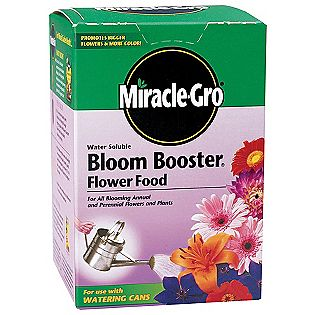 PROMOTES BIGGER
FLOWERS & MORE COLOR!
Miracle-Gro
Water Soluble
Bloom Booster®
Flower Food
For All Blooming Annual
and Perennial Flowers and Plants
For use with
WATERING CANS